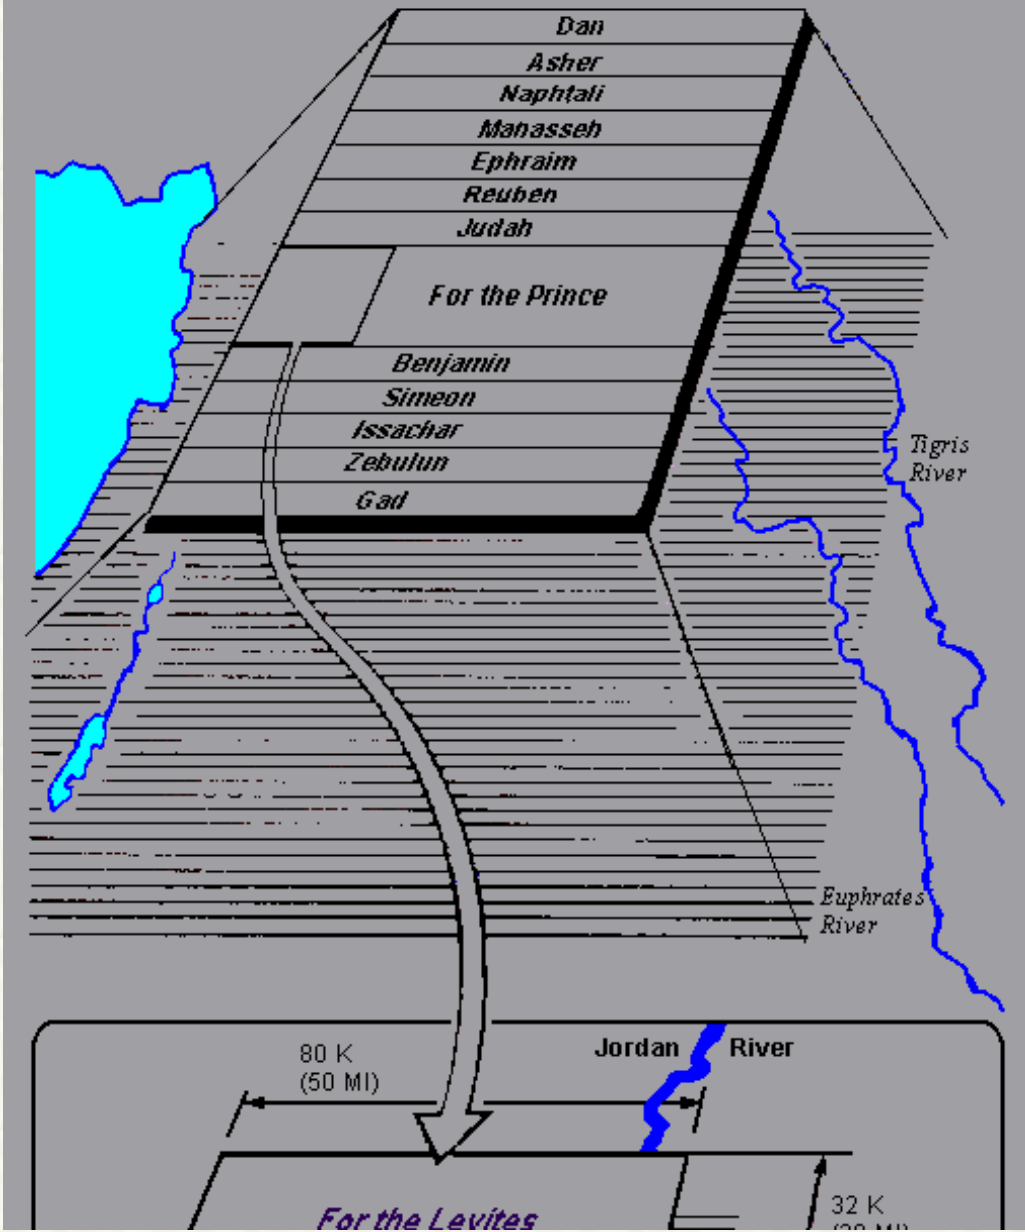 Dan
Asher
Naphtali
Manasseh
Ephraim
Reuben
Judah
For the Prince
Benjamin
Simeon
Issachar
Zebulun
Gad
Tigris
River
Euphrates
River
80 K
(50 MI)
Jordan River
For the Levites
32 K